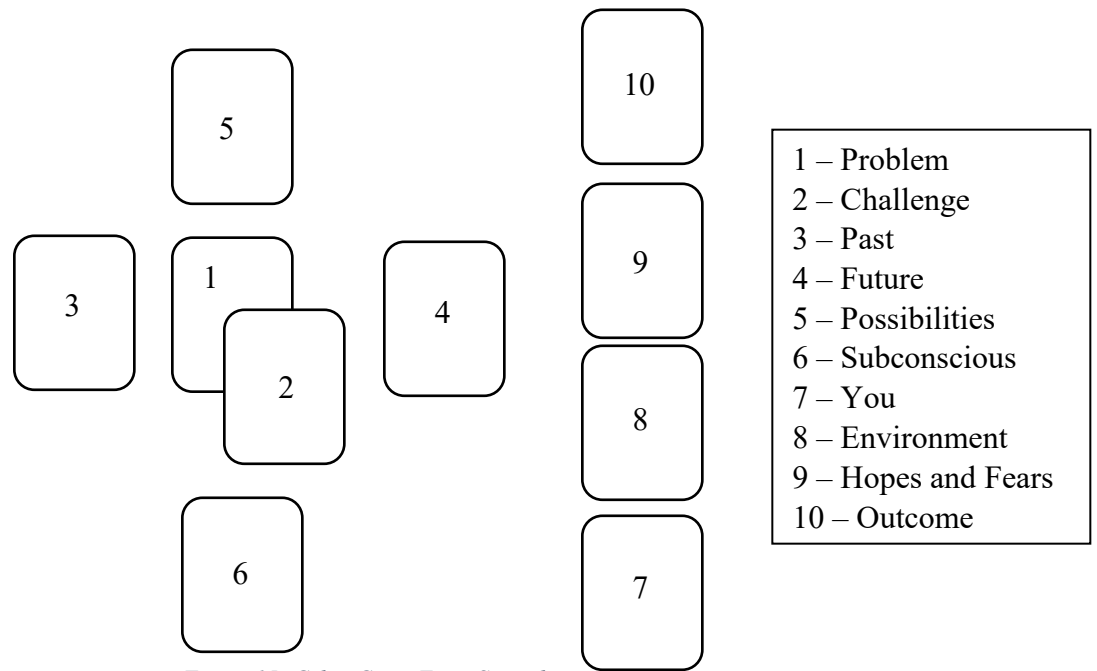 10
5
1 – Problem
2 – Challenge
3 – Past
4 – Future
5 – Possibilities
6 – Subconscious
7 – You
8 – Environment
9 – Hopes and Fears
10 – Outcome
1
9
3
4
2
8
6
7